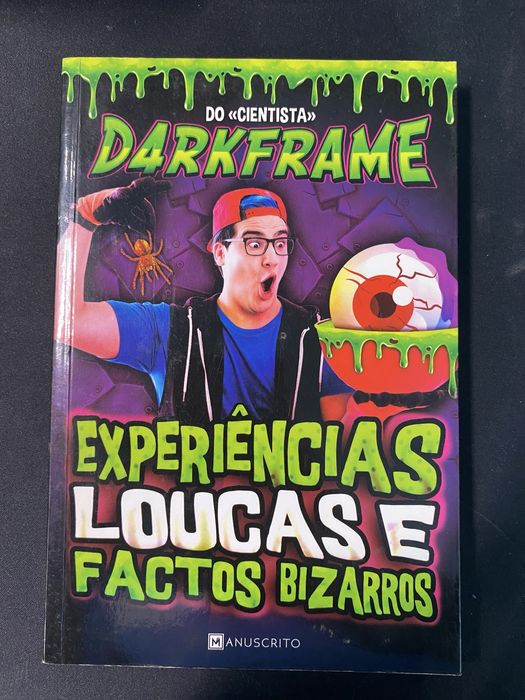 DO «CIENTISTA»
D4RKFRAME
EXPERIÊNCIAS
LOUCAS E
FACTOS BIZARROS
M MANUSCRITO